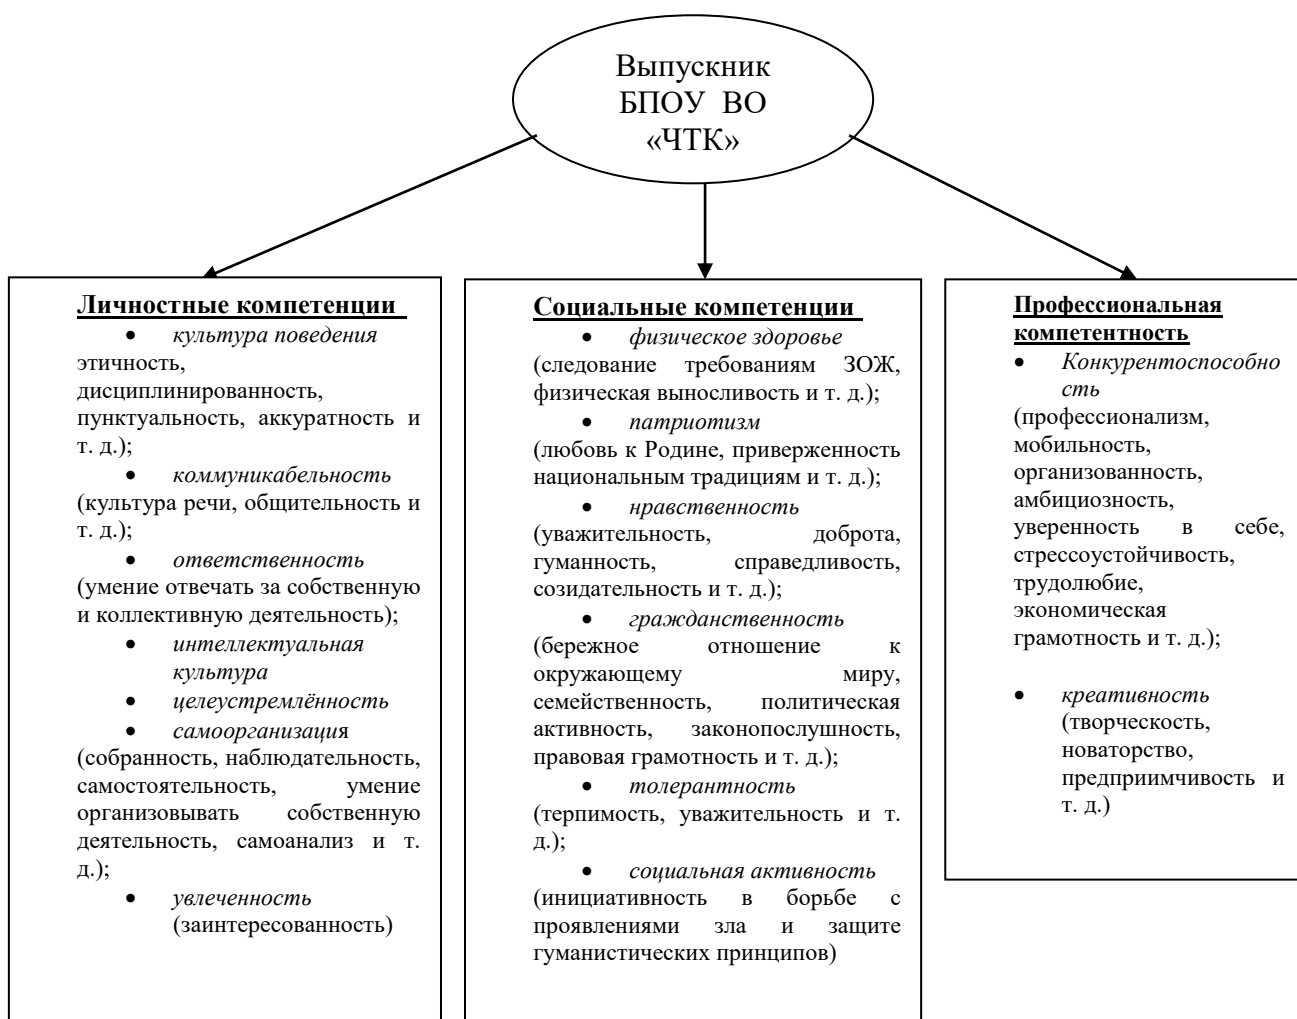 Выпускник
БПОУ ВО
«ЧТК»
Личностные компетенции
• культура поведения
этичность,
дисциплинированность,
пунктуальность, аккуратность и
т. д.);
• коммуникабельность
(культура речи, общительность и
т. д.);
• ответственность
(умение отвечать за собственную
и коллективную деятельность);
• интеллектуальная
культура
• целеустремлённость
• самоорганизация
(собранность, наблюдательность,
самостоятельность, умение
организовывать собственную
деятельность, самоанализ и т.
д.);
• увлеченность
(заинтересованность)
Социальные компетенции
• физическое здоровье
(следование требованиям ЗОЖ,
физическая выносливость и т. д.);
• патриотизм
(любовь к Родине, приверженность
национальным традициям и т. д.);
• нравственность
(уважительность, доброта,
гуманность, справедливость,
созидательность и т. д.);
• гражданственность
(бережное отношение к
окружающему миру,
семейственность, политическая
активность, законопослушность,
правовая грамотность и т. д.);
• толерантность
(терпимость, уважительность и т.
д.);
• социальная активность
(инициативность в борьбе с
проявлениями зла и защите
гуманистических принципов)
Профессиональная
компетентность
• Конкурентоспособно
сть
(профессионализм,
мобильность,
организованность,
амбициозность,
уверенность в себе,
стрессоустойчивость,
трудолюбие,
экономическая
грамотность и т. д.);
• креативность
(творческость,
новаторство,
предприимчивость и
т. д.)